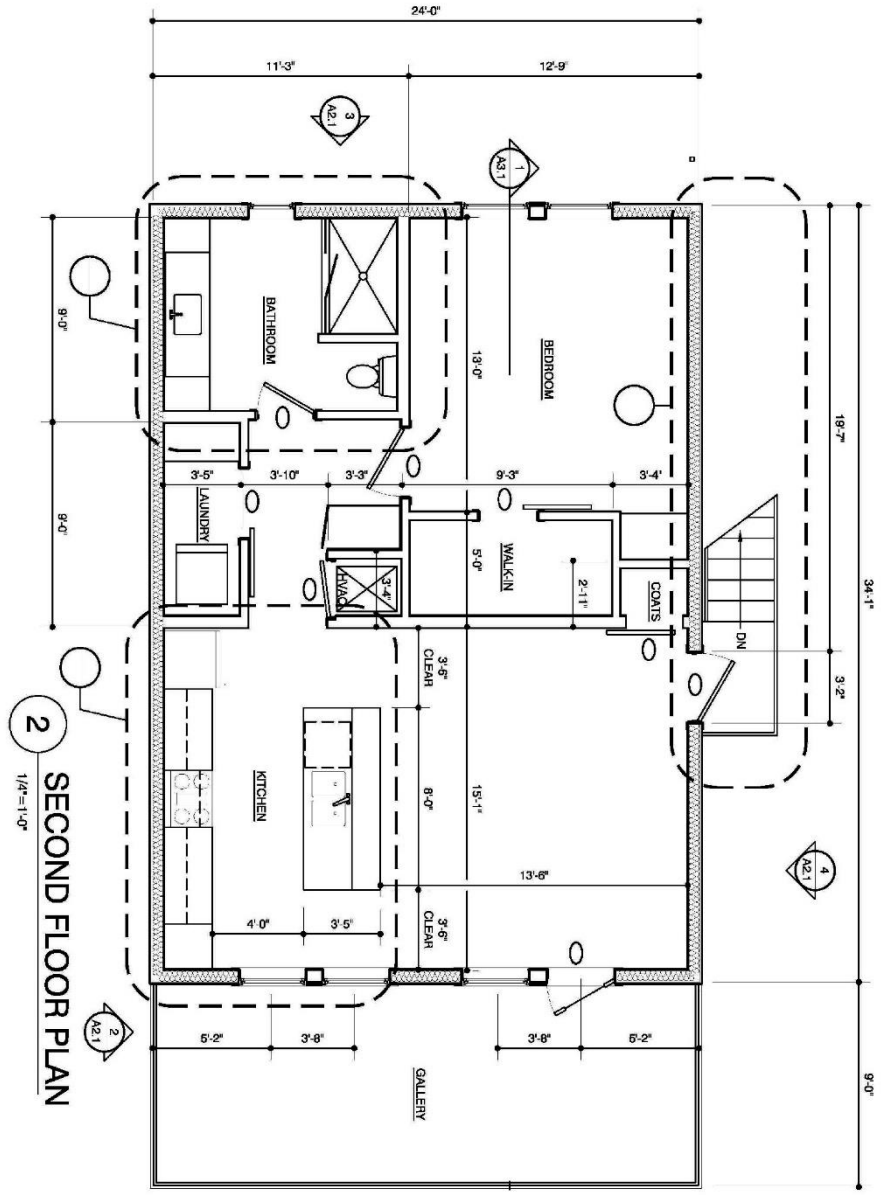 24'-0"
11'-3"
12'-9"
3
A2.1
1
A3.1
34'-1"
19'-7"
3'-2"
9'-0"
9'-0"
9'-0"
BATHROOM
BEDROOM
13'-0"
3'-5"
3'-10"
3'-3"
9'-3"
3'-4'
LAUNDRY
HVAC
3'-4"
5'-0"
WALK-IN
2'-11"
COATS
DN
3'-6"
CLEAR
KITCHEN
8'-0"
15'-1"
13'-6"
4'-0"
3'-5"
3'-6"
CLEAR
4
A2.1
2
A2.1
5'-2"
3'-8"
3'-8"
5'-2"
GALLERY
2
SECOND FLOOR PLAN
1/4"=1'-0"